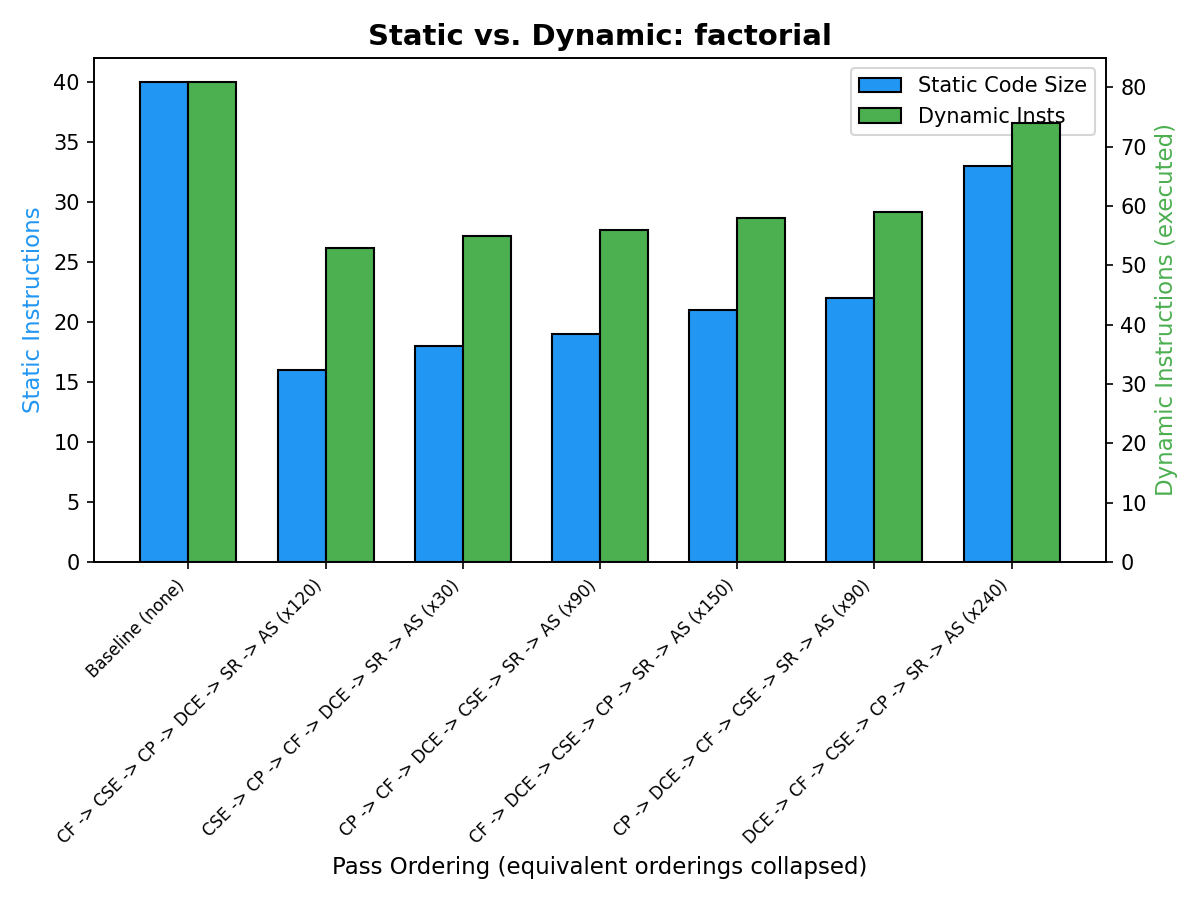 Static vs. Dynamic: factorial
Static Code Size
Dynamic Insts
Static Instructions
40
35
30
25
20
15
10
5
0
80
70
60
50
40
30
20
10
0
Dynamic Instructions (executed)
Baseline (none)
CF -> CSE -> CP -> DCE -> SR -> AS (x120)
CSE -> CP -> CF -> DCE -> SR -> AS (x30)
CP -> CF -> DCE -> CSE -> SR -> AS (x90)
CF -> DCE -> CSE -> CP -> SR -> AS (x150)
CP -> DCE -> CF -> CSE -> SR -> AS (x90)
DCE -> CF -> CSE -> CP -> SR -> AS (x240)
Pass Ordering (equivalent orderings collapsed)